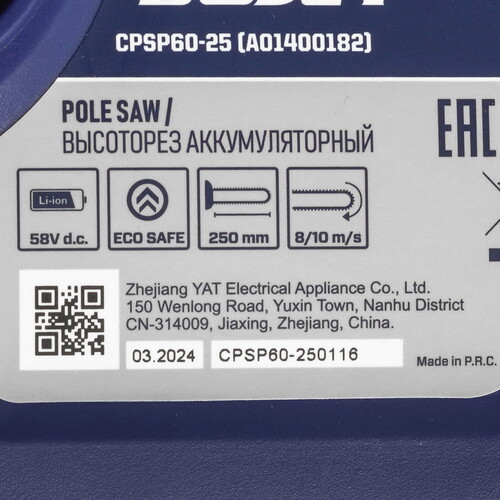 CPSP60-25 (A01400182)
POLE SAW /
ВЫСОТОРЕЗ АККУМУЛЯТОРНЫЙ
EAC
Li-ion
58V d.c.
ECO SAFE
250 mm
8/10 m/s
Zhejiang YAT Electrical Appliance Co., Ltd.
150 Wenlong Road, Yuxin Town, Nanhu District
CN-314009, Jiaxing, Zhejiang, China.
03.2024
CPSP60-250116
Made in P.R.C.